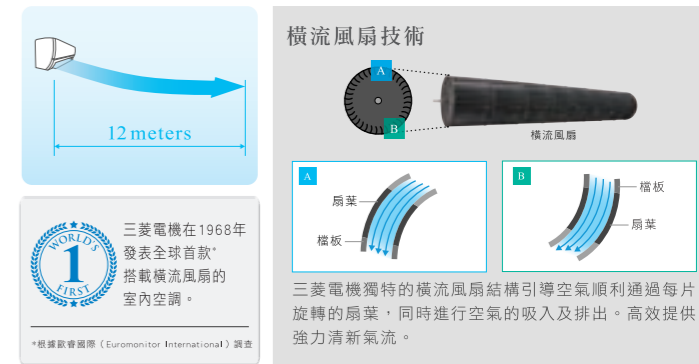 12 meters
WORLD'S
1
FIRST
三菱電機在1968年
發表全球首款*
搭載橫流風扇的
室內空調。
*根據歐睿國際（Euromonitor International）調查
橫流風扇技術
A
B
橫流風扇
A
扇葉
檔板
B
檔板
扇葉
三菱電機獨特的橫流風扇結構引導空氣順利通過每片
旋轉的扇葉，同時進行空氣的吸入及排出。高效提供
強力清新氣流。